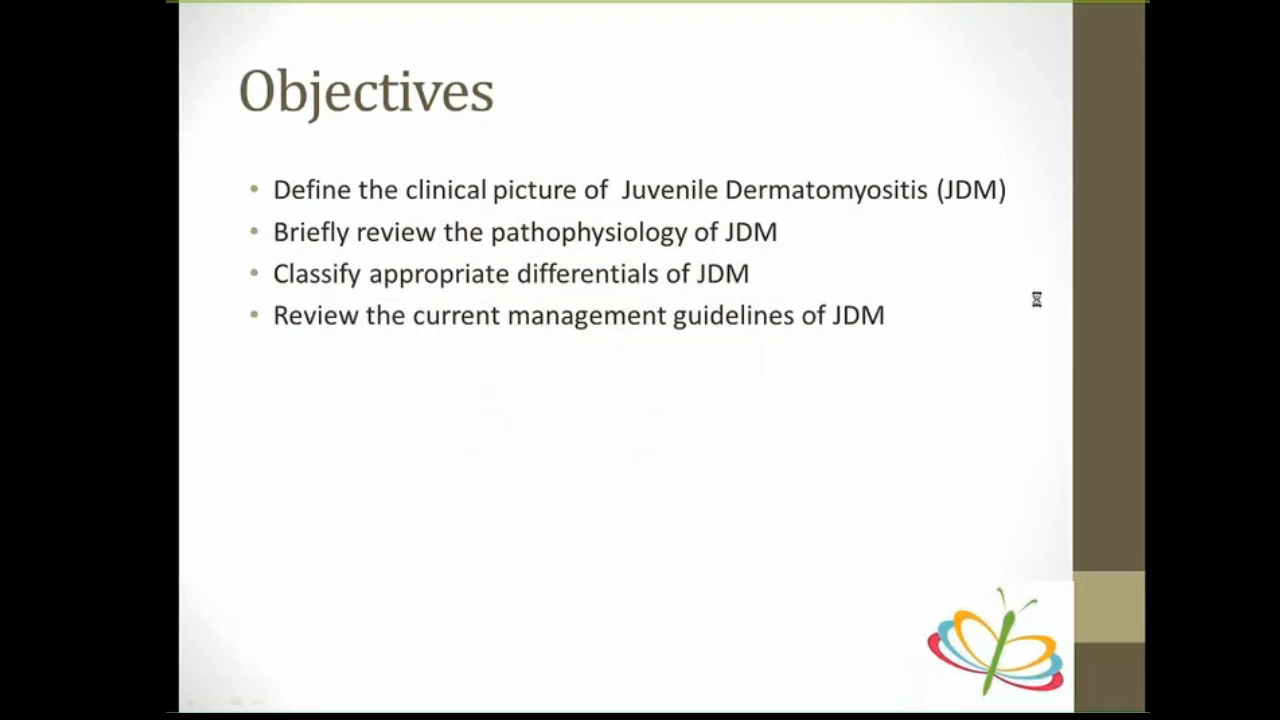 Objectives
• Define the clinical picture of Juvenile Dermatomyositis (JDM)
• Briefly review the pathophysiology of JDM
• Classify appropriate differentials of JDM
• Review the current management guidelines of JDM